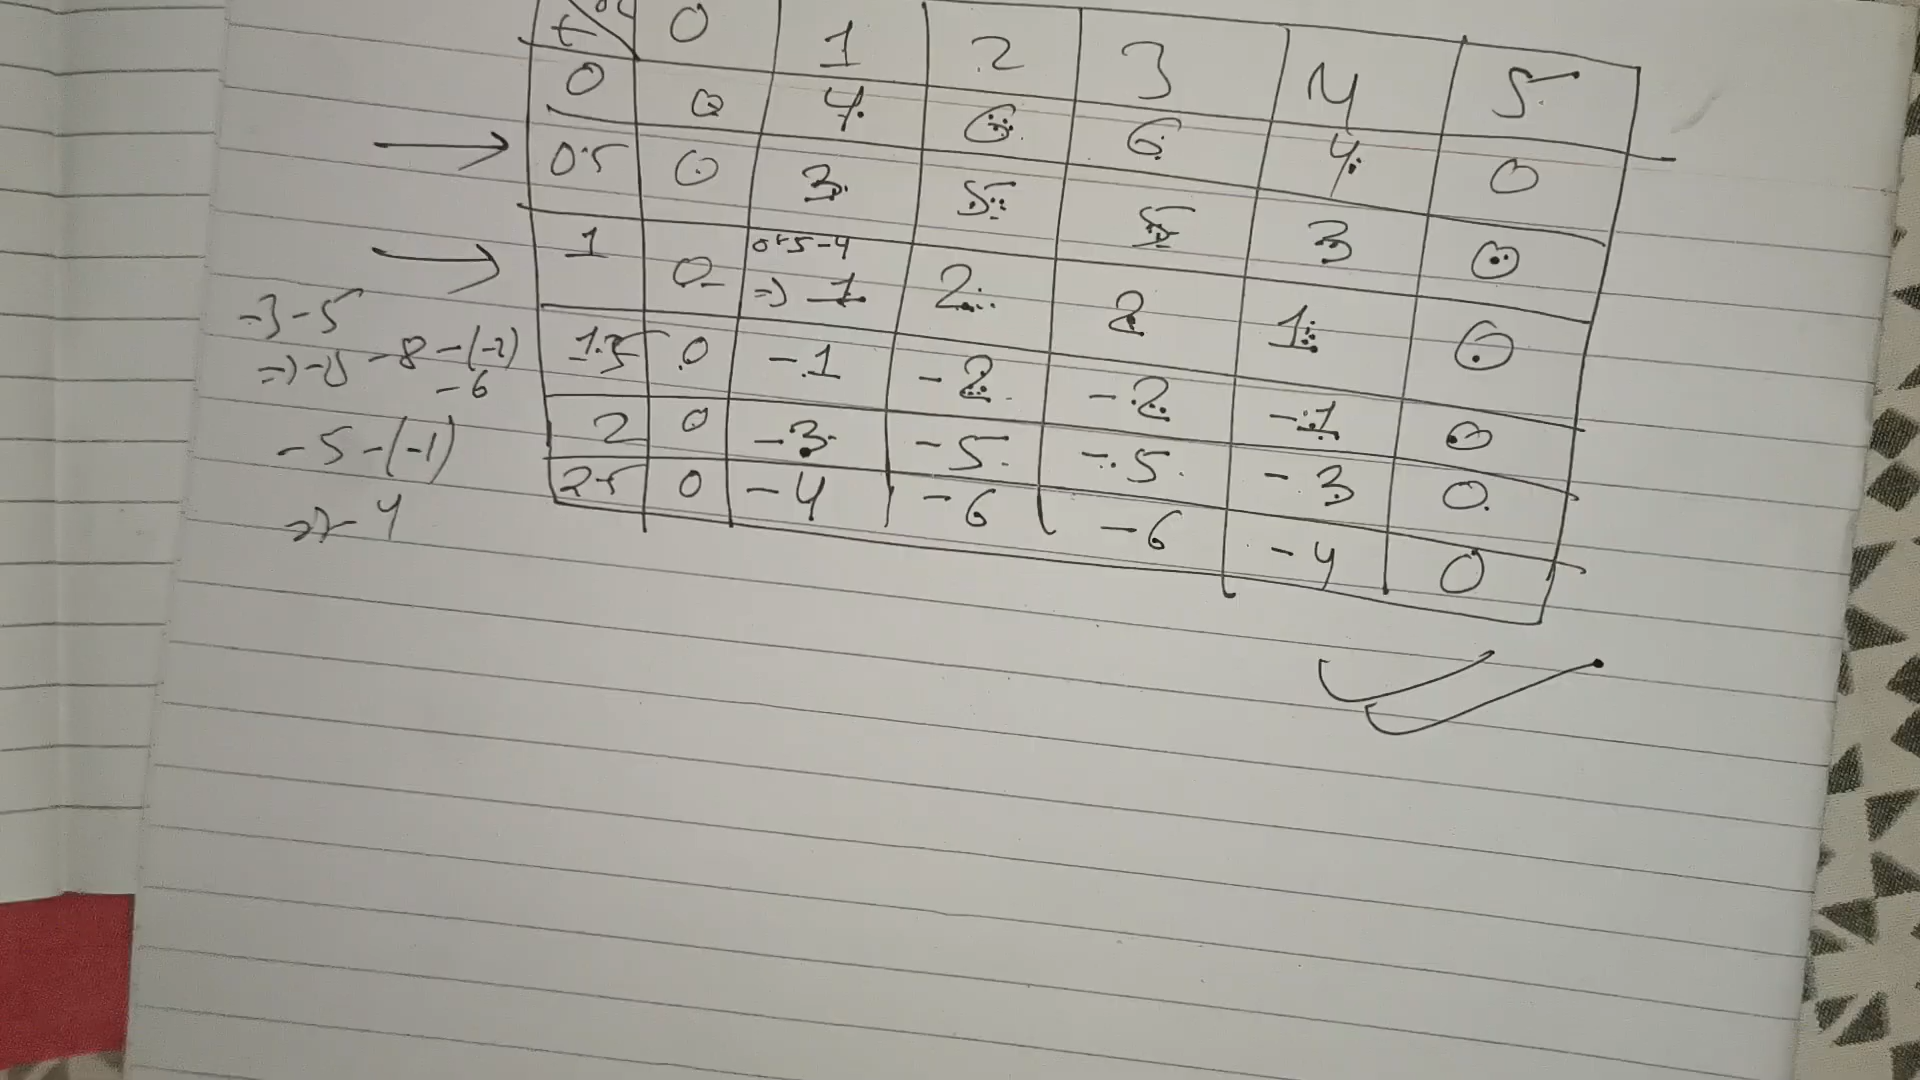 t x 0 1 2 3 4 5
0 0 4 6 6 4 0
0.5 0 3 5 5 3 0
1 0 0+5-4 => 1 2 2 1 0
1.5 0 -1 -2 -2 -1 0
2 0 -3 -5 -5 -3 0
2.5 0 -4 -6 -6 -4 0
-3-5
-8-(-2)
-6
-5-(-1)
=> -4